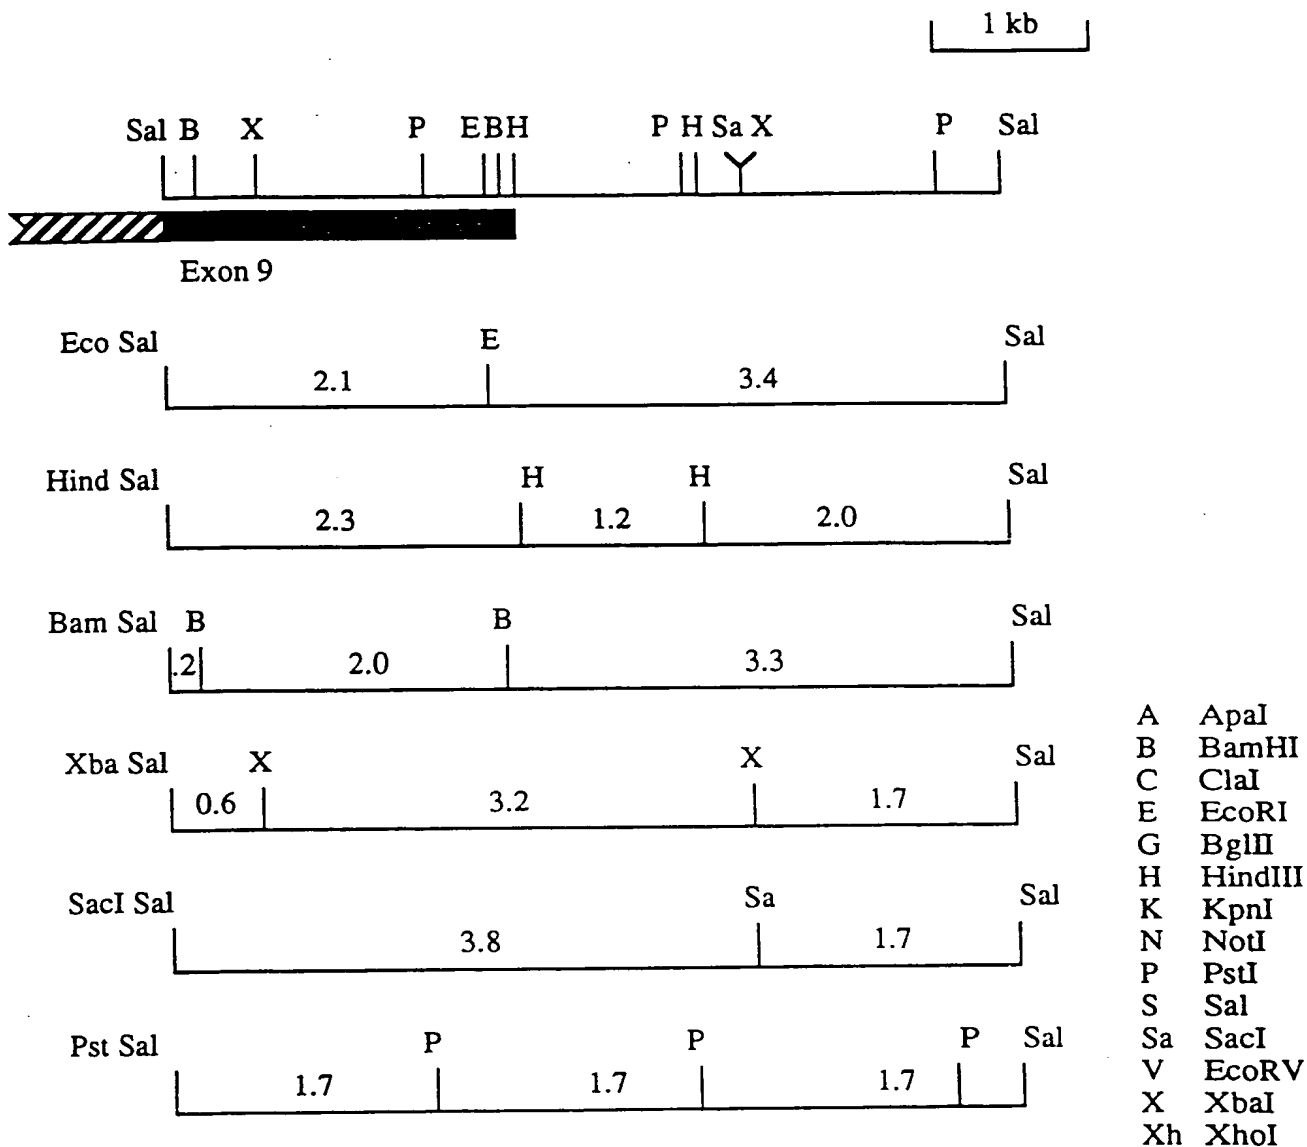 1 kb
Sal B X P E B H P H Sa X P Sal
Exon 9
Eco Sal E Sal
2.1 3.4
Hind Sal H H Sal
2.3 1.2 2.0
Bam Sal B B Sal
.2 2.0 3.3
Xba Sal X X Sal
0.6 3.2 1.7
SacI Sal Sa Sal
3.8 1.7
Pst Sal P P P Sal
1.7 1.7 1.7
A ApaI
B BamHI
C ClaI
E EcoRI
G BglII
H HindIII
K KpnI
N NotI
P PstI
S Sal
Sa SacI
V EcoRV
X XbaI
Xh XhoI